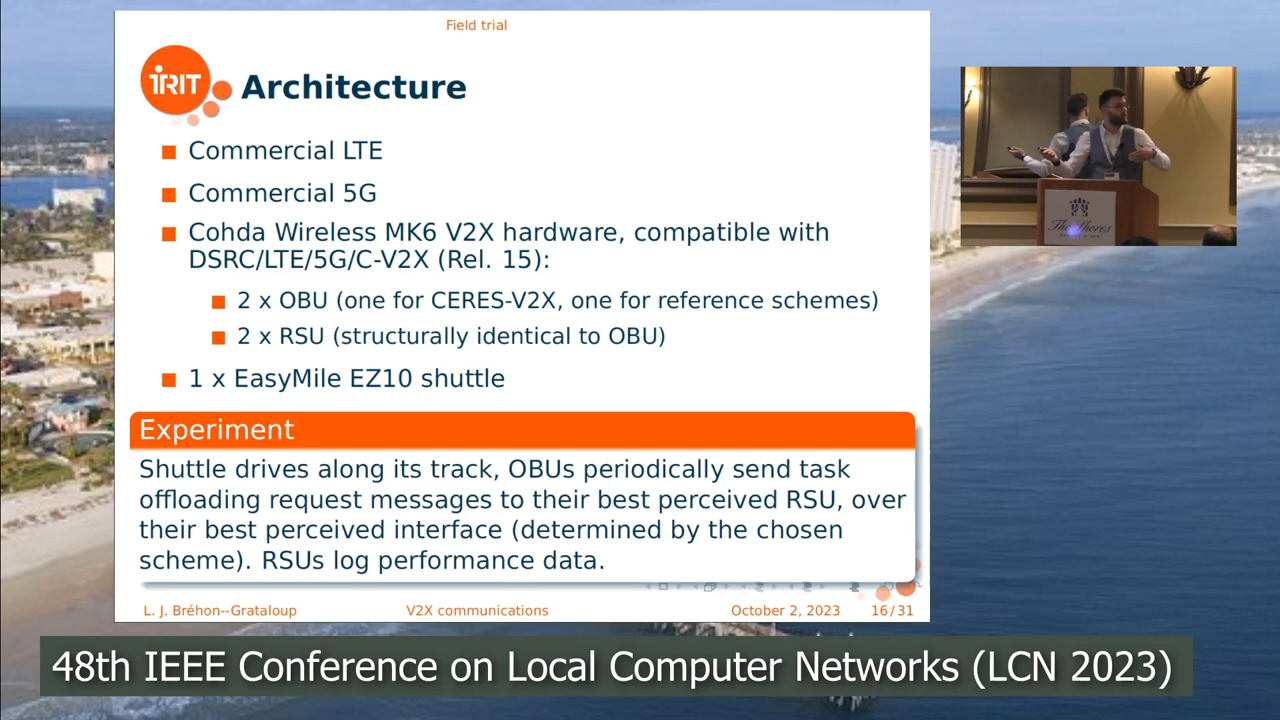 Field trial
iRIT
Architecture
Commercial LTE
Commercial 5G
Cohda Wireless MK6 V2X hardware, compatible with
DSRC/LTE/5G/C-V2X (Rel. 15):
2 x OBU (one for CERES-V2X, one for reference schemes)
2 x RSU (structurally identical to OBU)
1 x EasyMile EZ10 shuttle
Experiment
Shuttle drives along its track, OBUs periodically send task
offloading request messages to their best perceived RSU, over
their best perceived interface (determined by the chosen
scheme). RSUs log performance data.
L. J. Bréhon--Grataloup V2X communications October 2, 2023 16/31
The Shores
48th IEEE Conference on Local Computer Networks (LCN 2023)